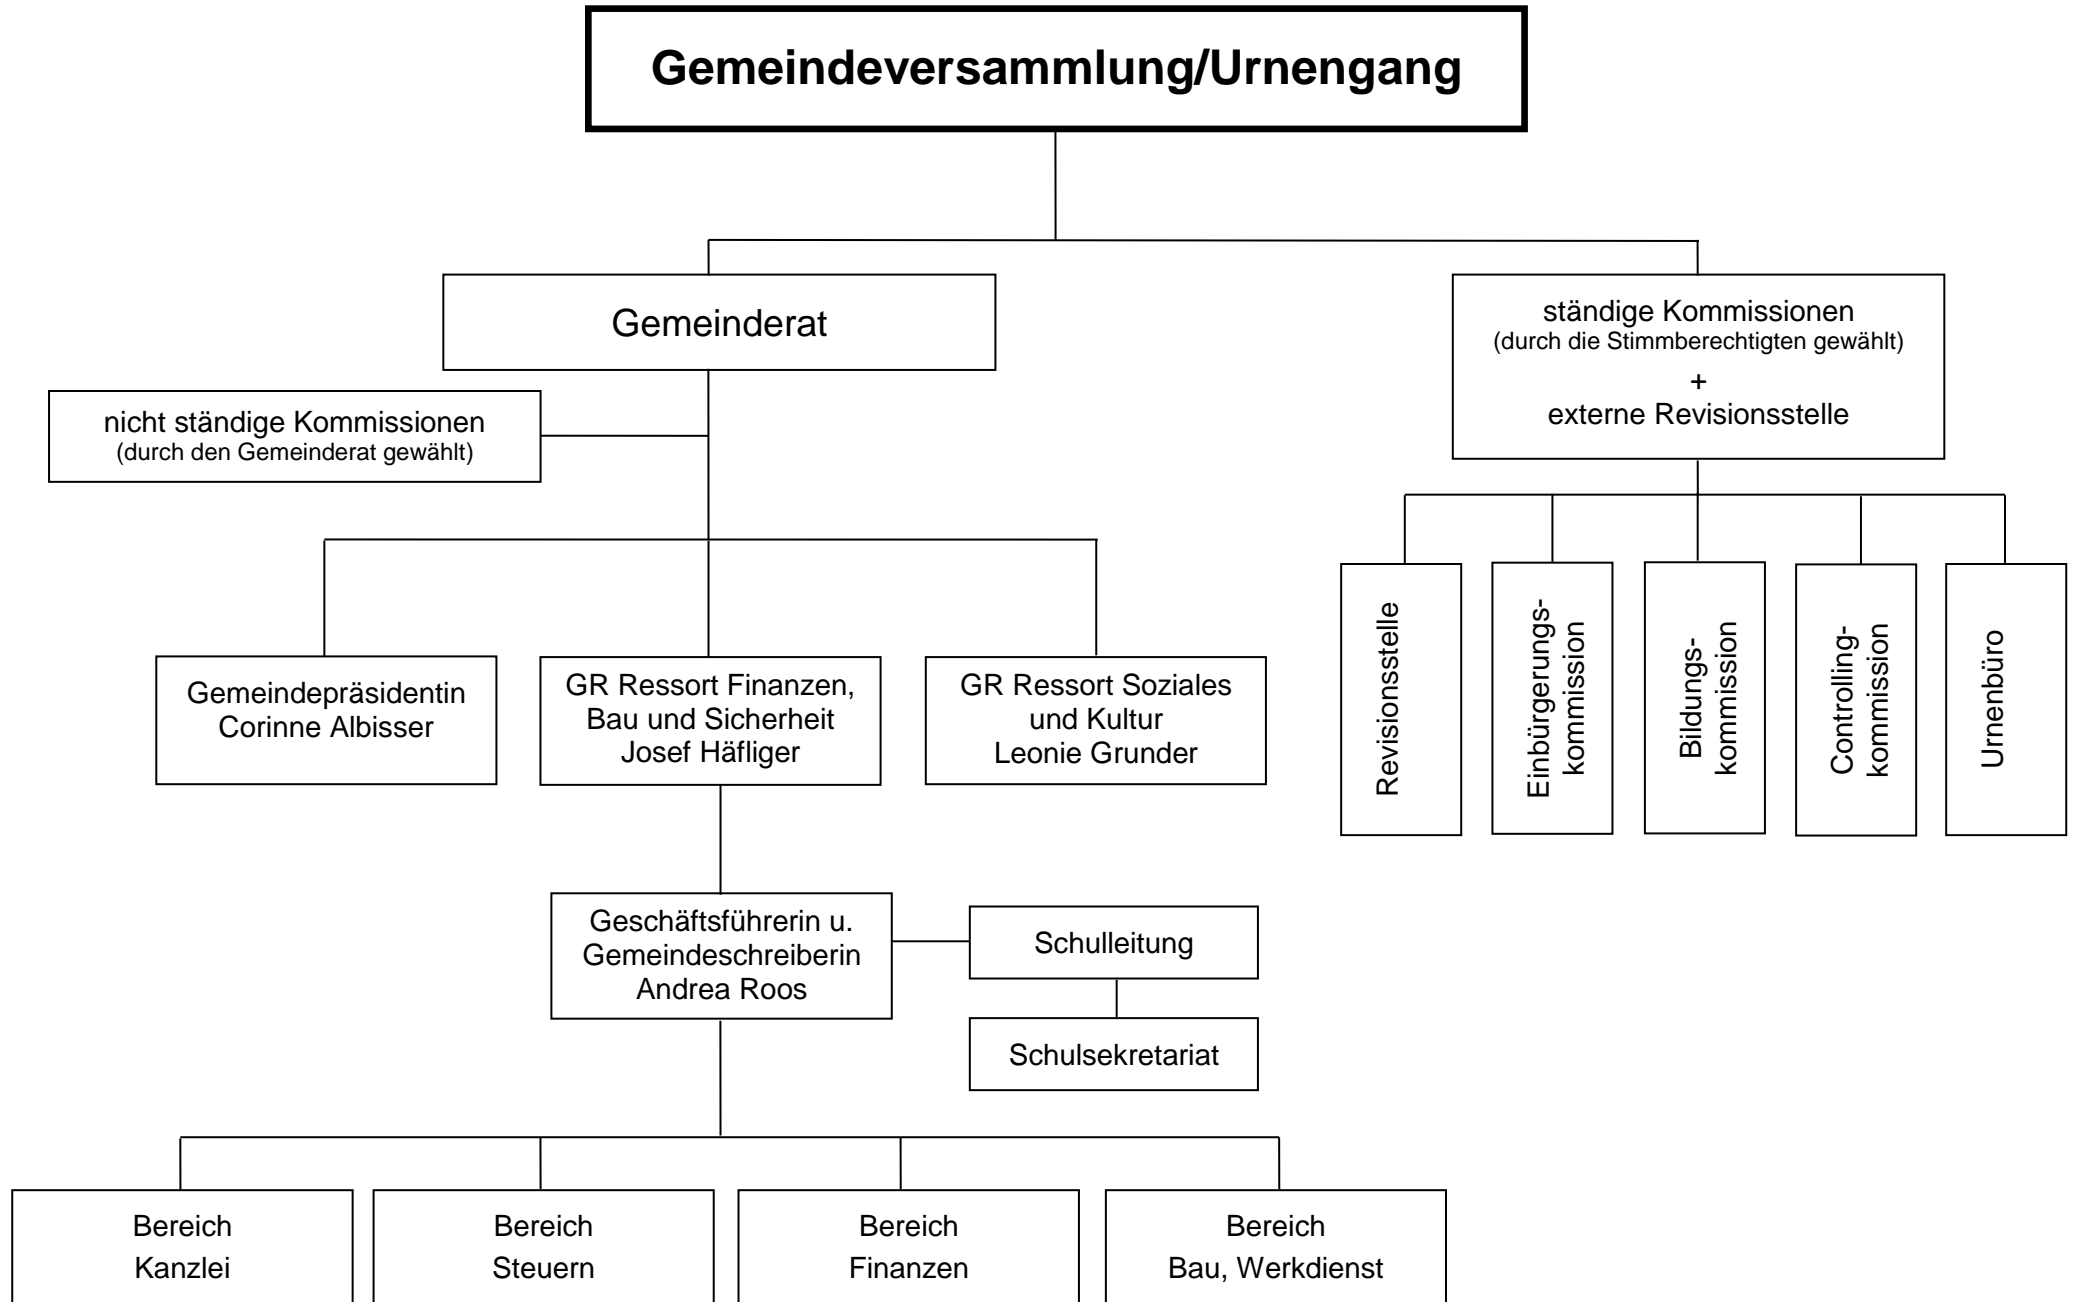 Gemeindeversammlung/Urnengang
Gemeinderat
ständige Kommissionen
(durch die Stimmberechtigten gewählt)
+
externe Revisionsstelle
nicht ständige Kommissionen
(durch den Gemeinderat gewählt)
Gemeindepräsidentin
Corinne Albisser
GR Ressort Finanzen,
Bau und Sicherheit
Josef Häfliger
GR Ressort Soziales
und Kultur
Leonie Grunder
Revisionsstelle
Einbürgerungs-
kommission
Bildungs-
kommission
Controlling-
kommission
Urnenbüro
Geschäftsführerin u.
Gemeindeschreiberin
Andrea Roos
Schulleitung
Schulsekretariat
Bereich
Kanzlei
Bereich
Steuern
Bereich
Finanzen
Bereich
Bau, Werkdienst